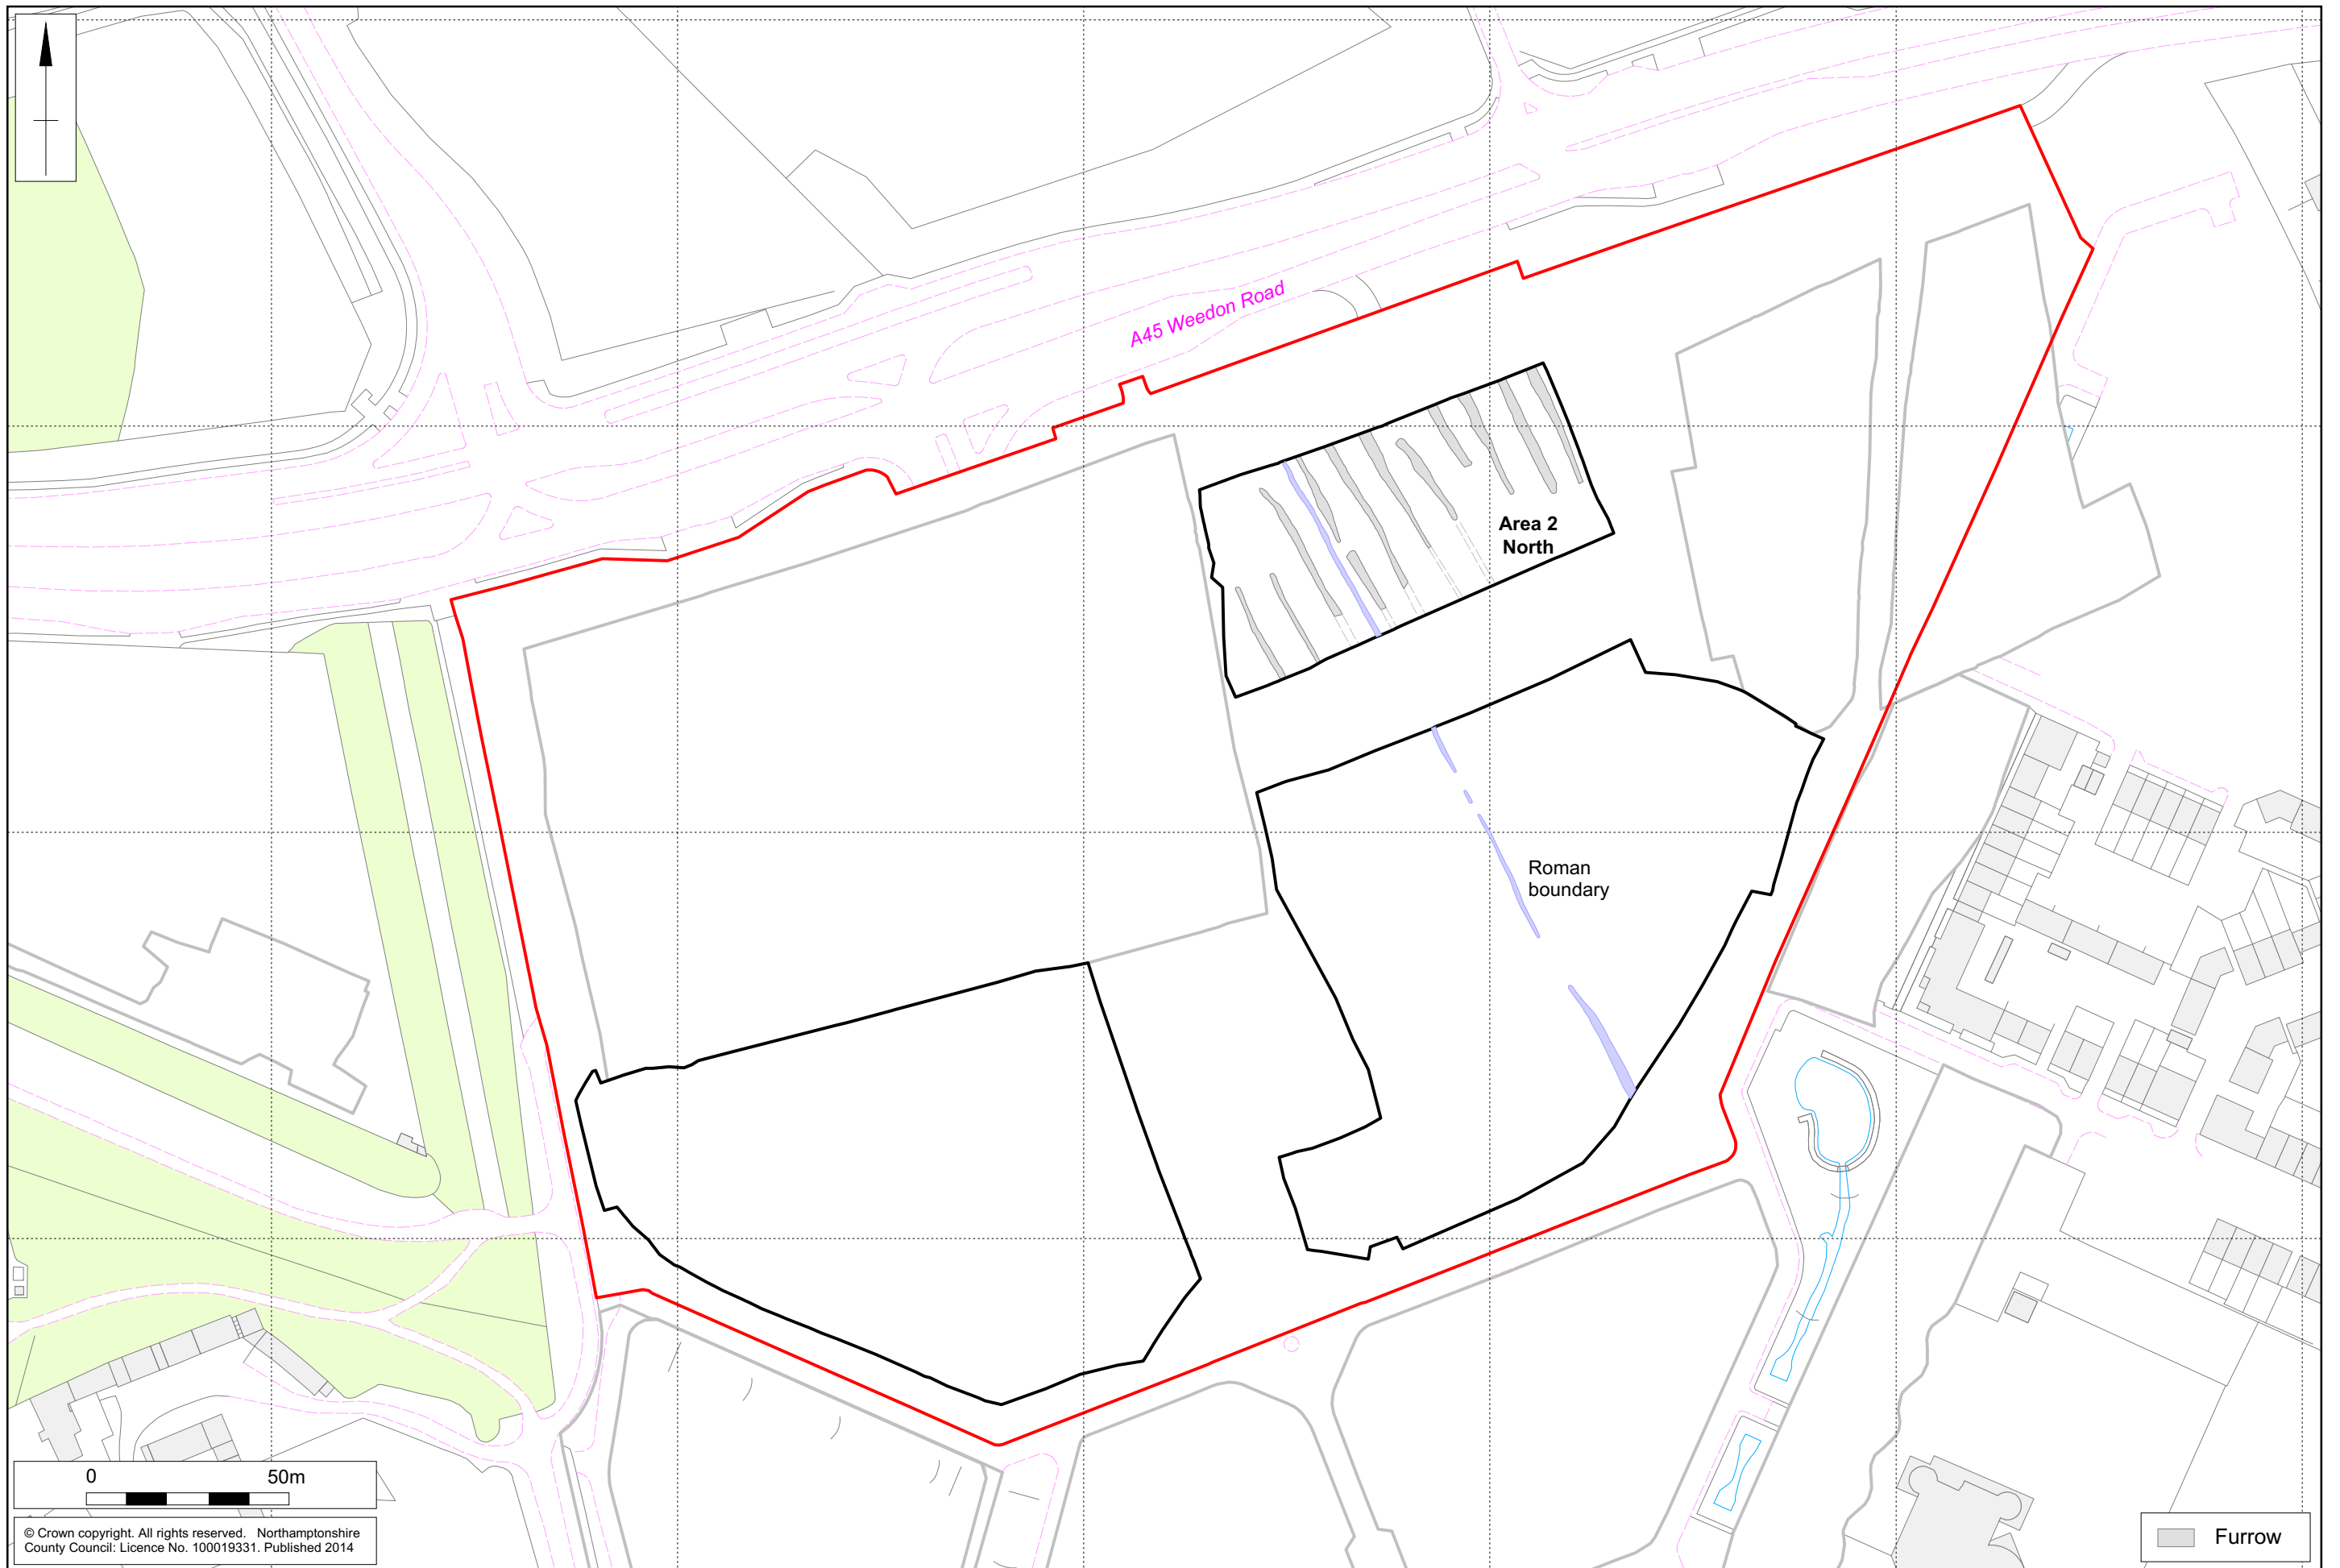 A45 Weedon Road
Area 2
North
Roman
boundary
0 50m
© Crown copyright. All rights reserved. Northamptonshire
County Council: Licence No. 100019331. Published 2014
Furrow